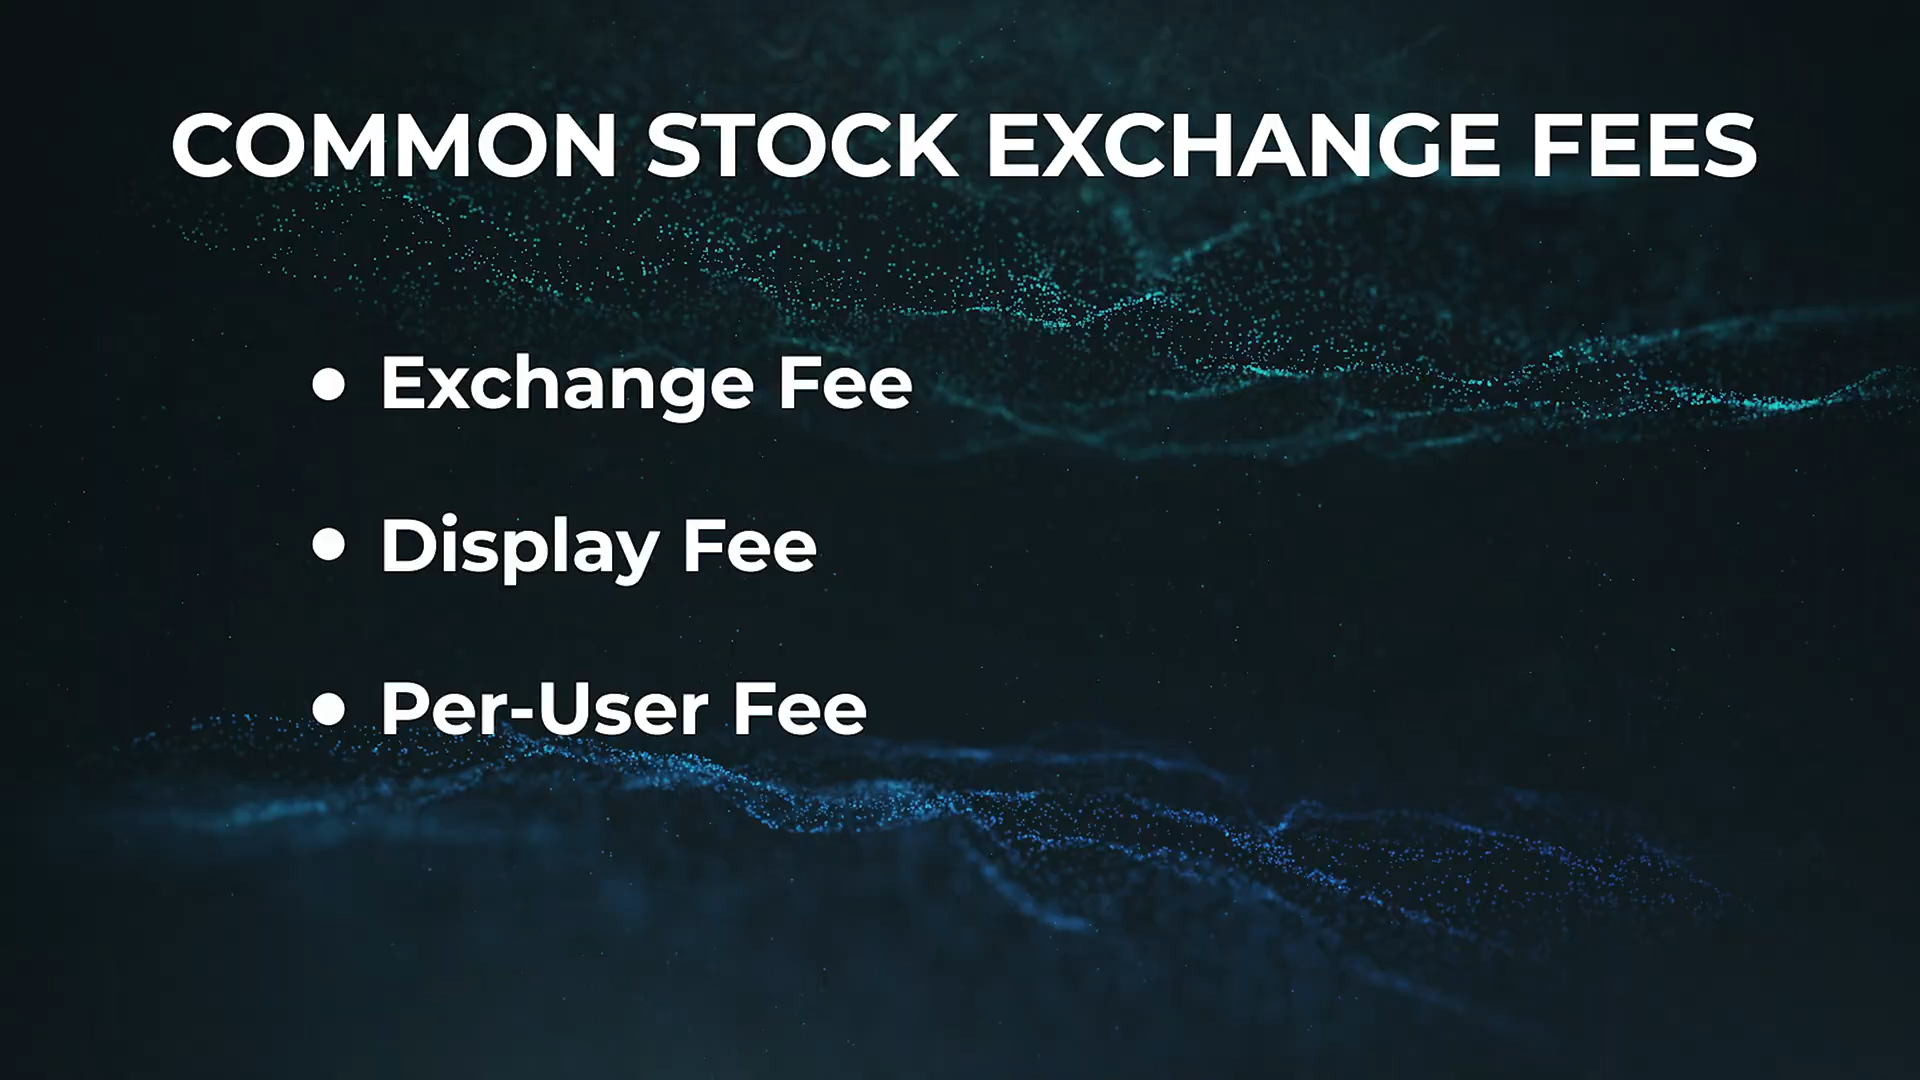 COMMON STOCK EXCHANGE FEES
• Exchange Fee
• Display Fee
• Per-User Fee